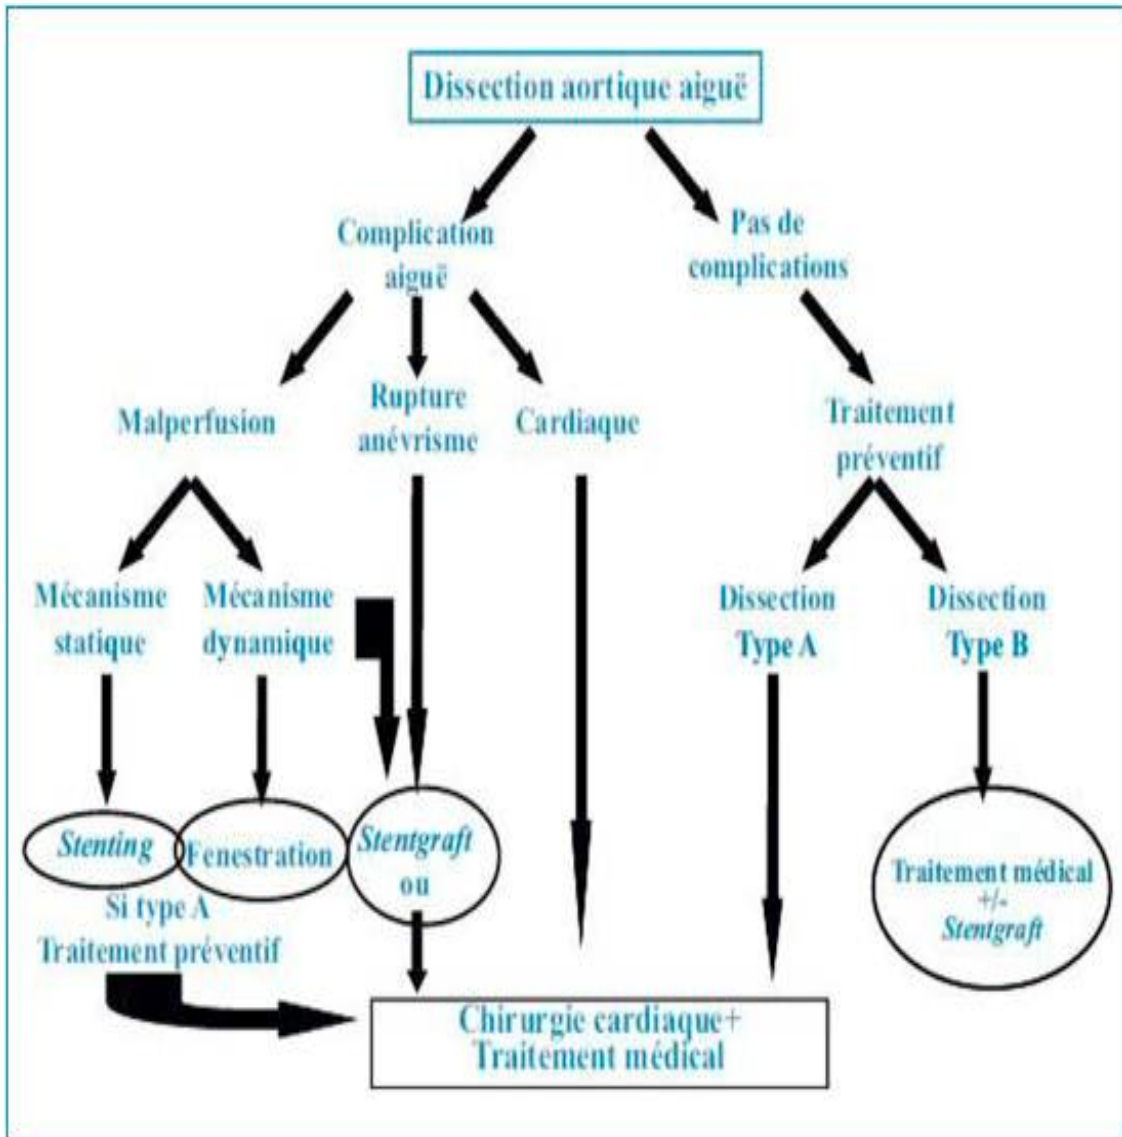 Dissection aortique aiguë
Complication
aiguë
Pas de
complications
Malperfusion
Rupture
anévrisme
Cardiaque
Traitement
préventif
Mécanisme
statique
Mécanisme
dynamique
Dissection
Type A
Dissection
Type B
Stenting
Fenestration
Stentgraft
ou
Traitement médical
+/-
Stentgraft
Si type A
Traitement préventif
Chirurgie cardiaque+
Traitement médical